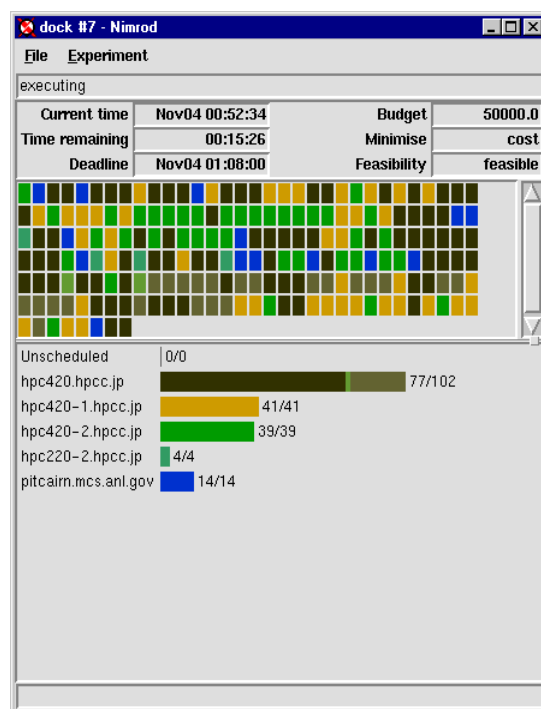 dock #7 - Nimrod
File Experiment
executing
Current time Nov04 00:52:34 Budget 50000.0
Time remaining 00:15:26 Minimise cost
Deadline Nov04 01:08:00 Feasibility feasible
Unscheduled 0/0
hpc420.hpcc.jp 77/102
hpc420-1.hpcc.jp 41/41
hpc420-2.hpcc.jp 39/39
hpc220-2.hpcc.jp 4/4
pitcairn.mcs.anl.gov 14/14